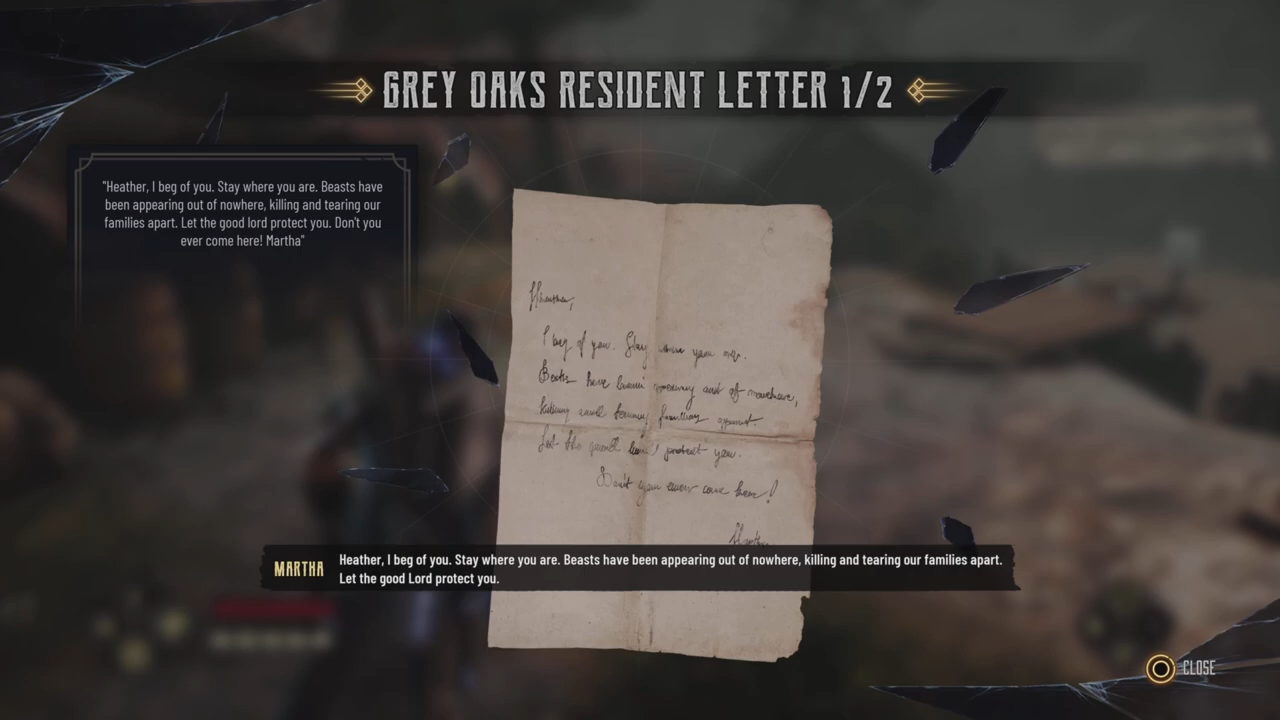 GREY OAKS RESIDENT LETTER 1/2
"Heather, I beg of you. Stay where you are. Beasts have
been appearing out of nowhere, killing and tearing our
families apart. Let the good lord protect you. Don't you
ever come here! Martha"
Heather,
I beg of you. Stay where you are.
Beasts have been appearing out of nowhere,
killing and tearing families appart
Let the good lord protect you.
Don't you ever come here!
Martha
MARTHA
Heather, I beg of you. Stay where you are. Beasts have been appearing out of nowhere, killing and tearing our families apart.
Let the good Lord protect you.
CLOSE